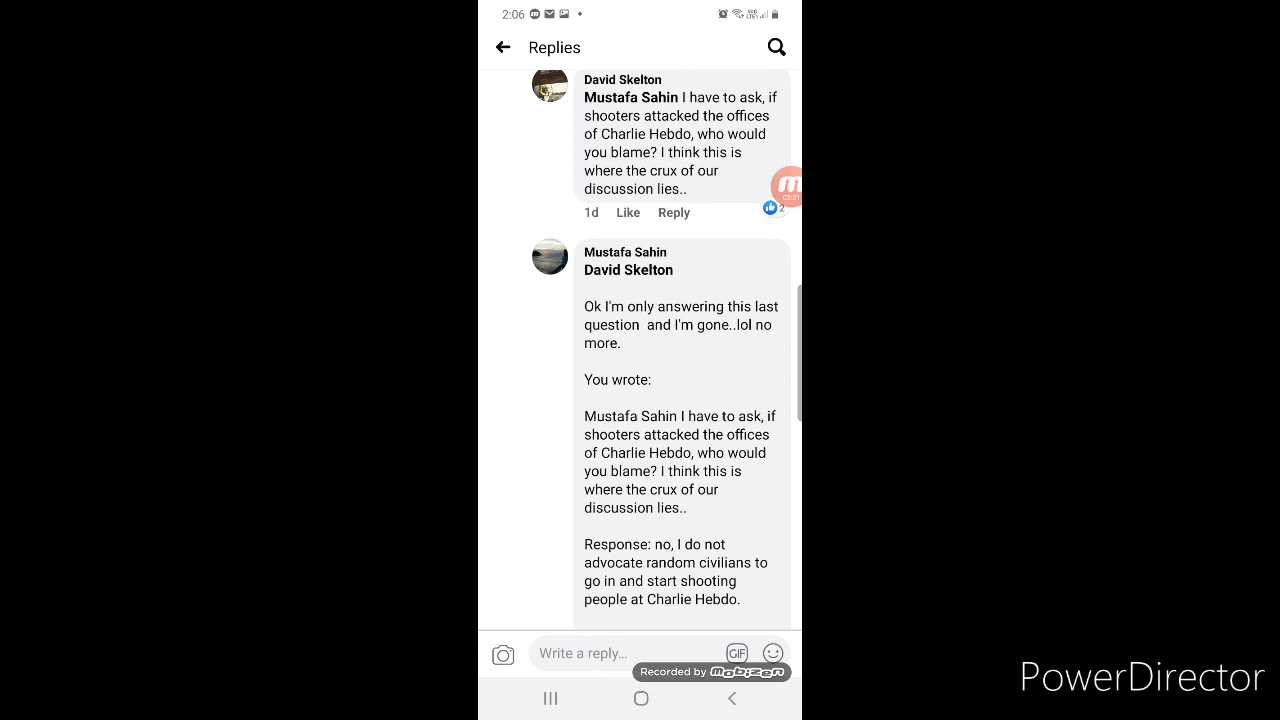 2:06
Replies
David Skelton
Mustafa Sahin I have to ask, if
shooters attacked the offices
of Charlie Hebdo, who would
you blame? I think this is
where the crux of our
discussion lies..
02:21
1d Like Reply
2
Mustafa Sahin
David Skelton
Ok I'm only answering this last
question and I'm gone..lol no
more.
You wrote:
Mustafa Sahin I have to ask, if
shooters attacked the offices
of Charlie Hebdo, who would
you blame? I think this is
where the crux of our
discussion lies..
Response: no, I do not
advocate random civilians to
go in and start shooting
people at Charlie Hebdo.
Write a reply...
GIF
Recorded by mobizen
PowerDirector